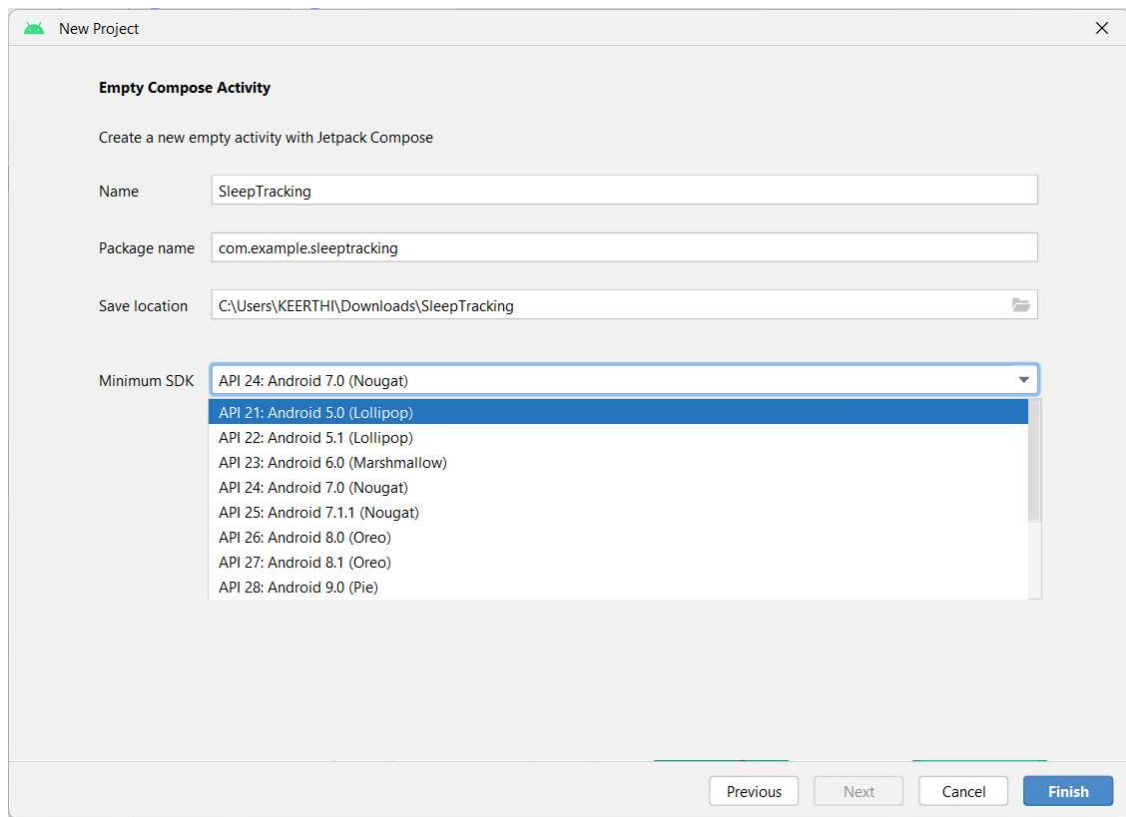 New Project
Empty Compose Activity
Create a new empty activity with Jetpack Compose
Name SleepTracking
Package name com.example.sleeptracking
Save location C:\Users\KEERTHI\Downloads\SleepTracking
Minimum SDK API 24: Android 7.0 (Nougat)
API 21: Android 5.0 (Lollipop)
API 22: Android 5.1 (Lollipop)
API 23: Android 6.0 (Marshmallow)
API 24: Android 7.0 (Nougat)
API 25: Android 7.1.1 (Nougat)
API 26: Android 8.0 (Oreo)
API 27: Android 8.1 (Oreo)
API 28: Android 9.0 (Pie)
Previous Next Cancel Finish